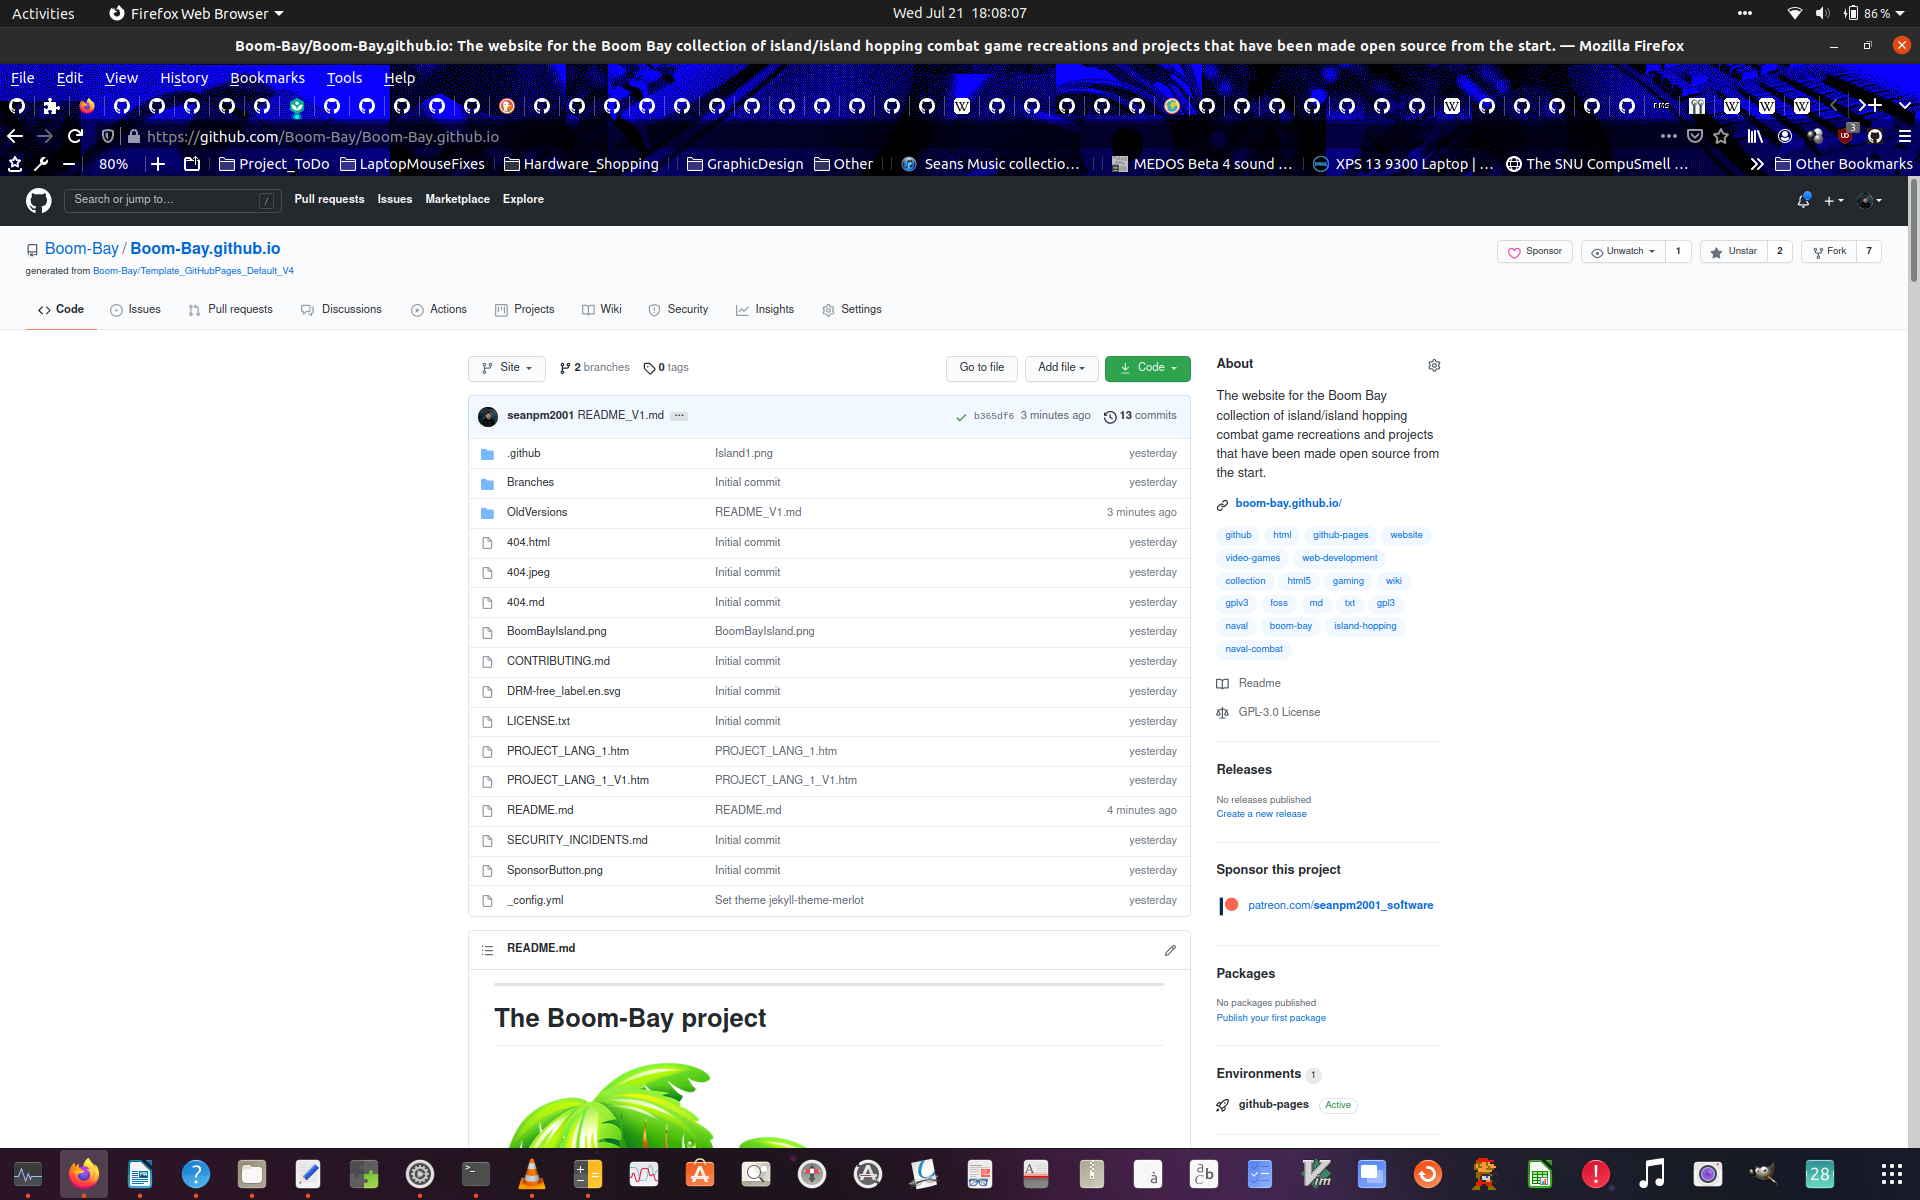 Activities Firefox Web Browser Wed Jul 21 18:08:07 86 %
Boom-Bay/Boom-Bay.github.io: The website for the Boom Bay collection of island/island hopping combat game recreations and projects that have been made open source from the start. — Mozilla Firefox
File Edit View History Bookmarks Tools Help
https://github.com/Boom-Bay/Boom-Bay.github.io 3
80% Project_ToDo LaptopMouseFixes Hardware_Shopping GraphicDesign Other Seans Music collectio… MEDOS Beta 4 sound … XPS 13 9300 Laptop | … The SNU CompuSmell … Other Bookmarks
Search or jump to… / Pull requests Issues Marketplace Explore
Boom-Bay / Boom-Bay.github.io Sponsor Unwatch 1 Unstar 2 Fork 7
generated from Boom-Bay/Template_GitHubPages_Default_V4
Code Issues Pull requests Discussions Actions Projects Wiki Security Insights Settings
Site 2 branches 0 tags Go to file Add file Code
seanpm2001 README_V1.md ... b365df6 3 minutes ago 13 commits
.github Island1.png yesterday
Branches Initial commit yesterday
OldVersions README_V1.md 3 minutes ago
404.html Initial commit yesterday
404.jpeg Initial commit yesterday
404.md Initial commit yesterday
BoomBayIsland.png BoomBayIsland.png yesterday
CONTRIBUTING.md Initial commit yesterday
DRM-free_label.en.svg Initial commit yesterday
LICENSE.txt Initial commit yesterday
PROJECT_LANG_1.htm PROJECT_LANG_1.htm yesterday
PROJECT_LANG_1_V1.htm PROJECT_LANG_1_V1.htm yesterday
README.md README.md 4 minutes ago
SECURITY_INCIDENTS.md Initial commit yesterday
SponsorButton.png Initial commit yesterday
_config.yml Set theme jekyll-theme-merlot yesterday
README.md
The Boom-Bay project
About
The website for the Boom Bay
collection of island/island hopping
combat game recreations and projects
that have been made open source from
the start.
boom-bay.github.io/
github html github-pages website
video-games web-development
collection html5 gaming wiki
gplv3 foss md txt gpl3
naval boom-bay island-hopping
naval-combat
Readme
GPL-3.0 License
Releases
No releases published
Create a new release
Sponsor this project
patreon.com/seanpm2001_software
Packages
No packages published
Publish your first package
Environments 1
github-pages Active
28